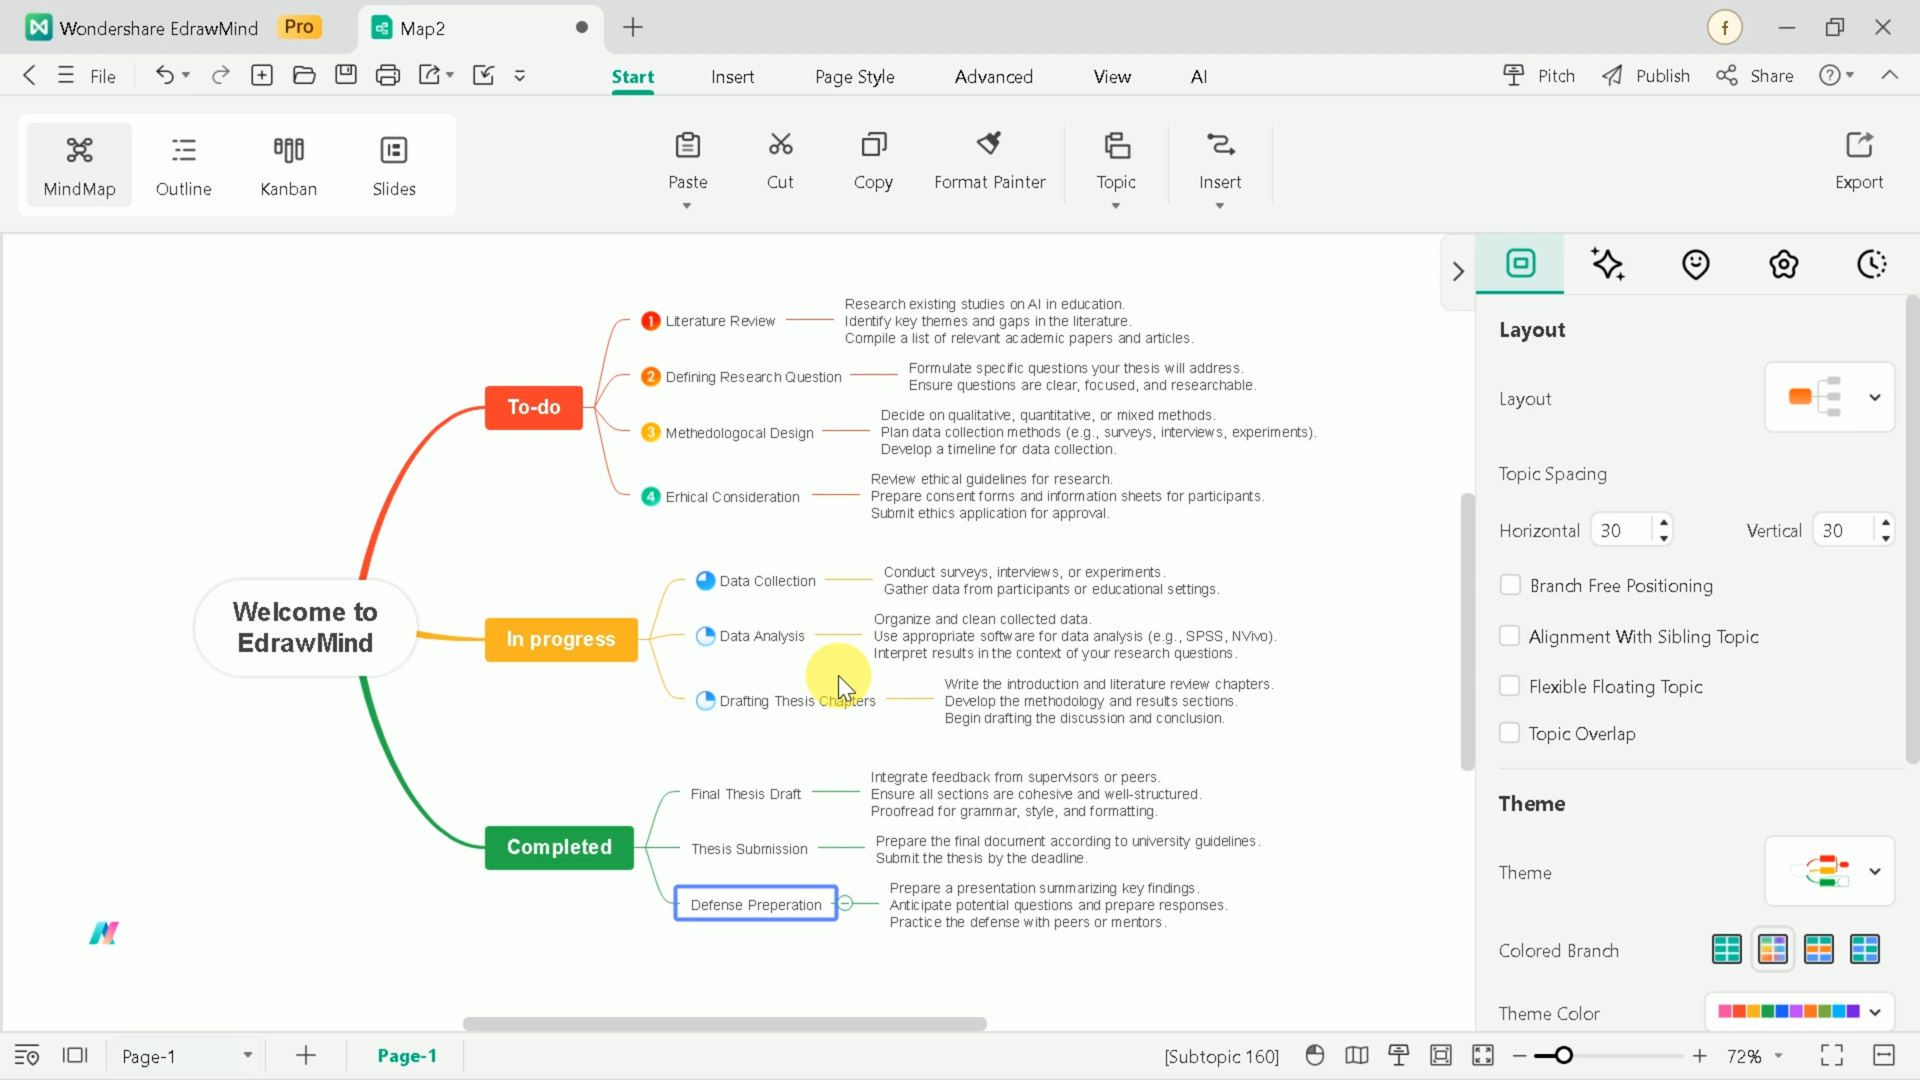 Wondershare EdrawMind Pro Map2 f
File Start Insert Page Style Advanced View AI Pitch Publish Share
MindMap Outline Kanban Slides Paste Cut Copy Format Painter Topic Insert Export
Layout
Layout
Topic Spacing
Horizontal 30 Vertical 30
Branch Free Positioning
Alignment With Sibling Topic
Flexible Floating Topic
Topic Overlap
Theme
Theme
Colored Branch
Theme Color
Welcome to
EdrawMind
To-do
1 Literature Review
Research existing studies on AI in education.
Identify key themes and gaps in the literature.
Compile a list of relevant academic papers and articles.
2 Defining Research Question
Formulate specific questions your thesis will address.
Ensure questions are clear, focused, and researchable.
3 Methedologocal Design
Decide on qualitative, quantitative, or mixed methods.
Plan data collection methods (e.g., surveys, interviews, experiments).
Develop a timeline for data collection.
4 Erhical Consideration
Review ethical guidelines for research.
Prepare consent forms and information sheets for participants.
Submit ethics application for approval.
In progress
Data Collection
Conduct surveys, interviews, or experiments.
Gather data from participants or educational settings.
Data Analysis
Organize and clean collected data.
Use appropriate software for data analysis (e.g., SPSS, NVivo).
Interpret results in the context of your research questions.
Drafting Thesis Chapters
Write the introduction and literature review chapters.
Develop the methodology and results sections.
Begin drafting the discussion and conclusion.
Completed
Final Thesis Draft
Integrate feedback from supervisors or peers.
Ensure all sections are cohesive and well-structured.
Proofread for grammar, style, and formatting.
Thesis Submission
Prepare the final document according to university guidelines.
Submit the thesis by the deadline.
Defense Preperation
Prepare a presentation summarizing key findings.
Anticipate potential questions and prepare responses.
Practice the defense with peers or mentors.
Page-1 Page-1 [Subtopic 160] 72%